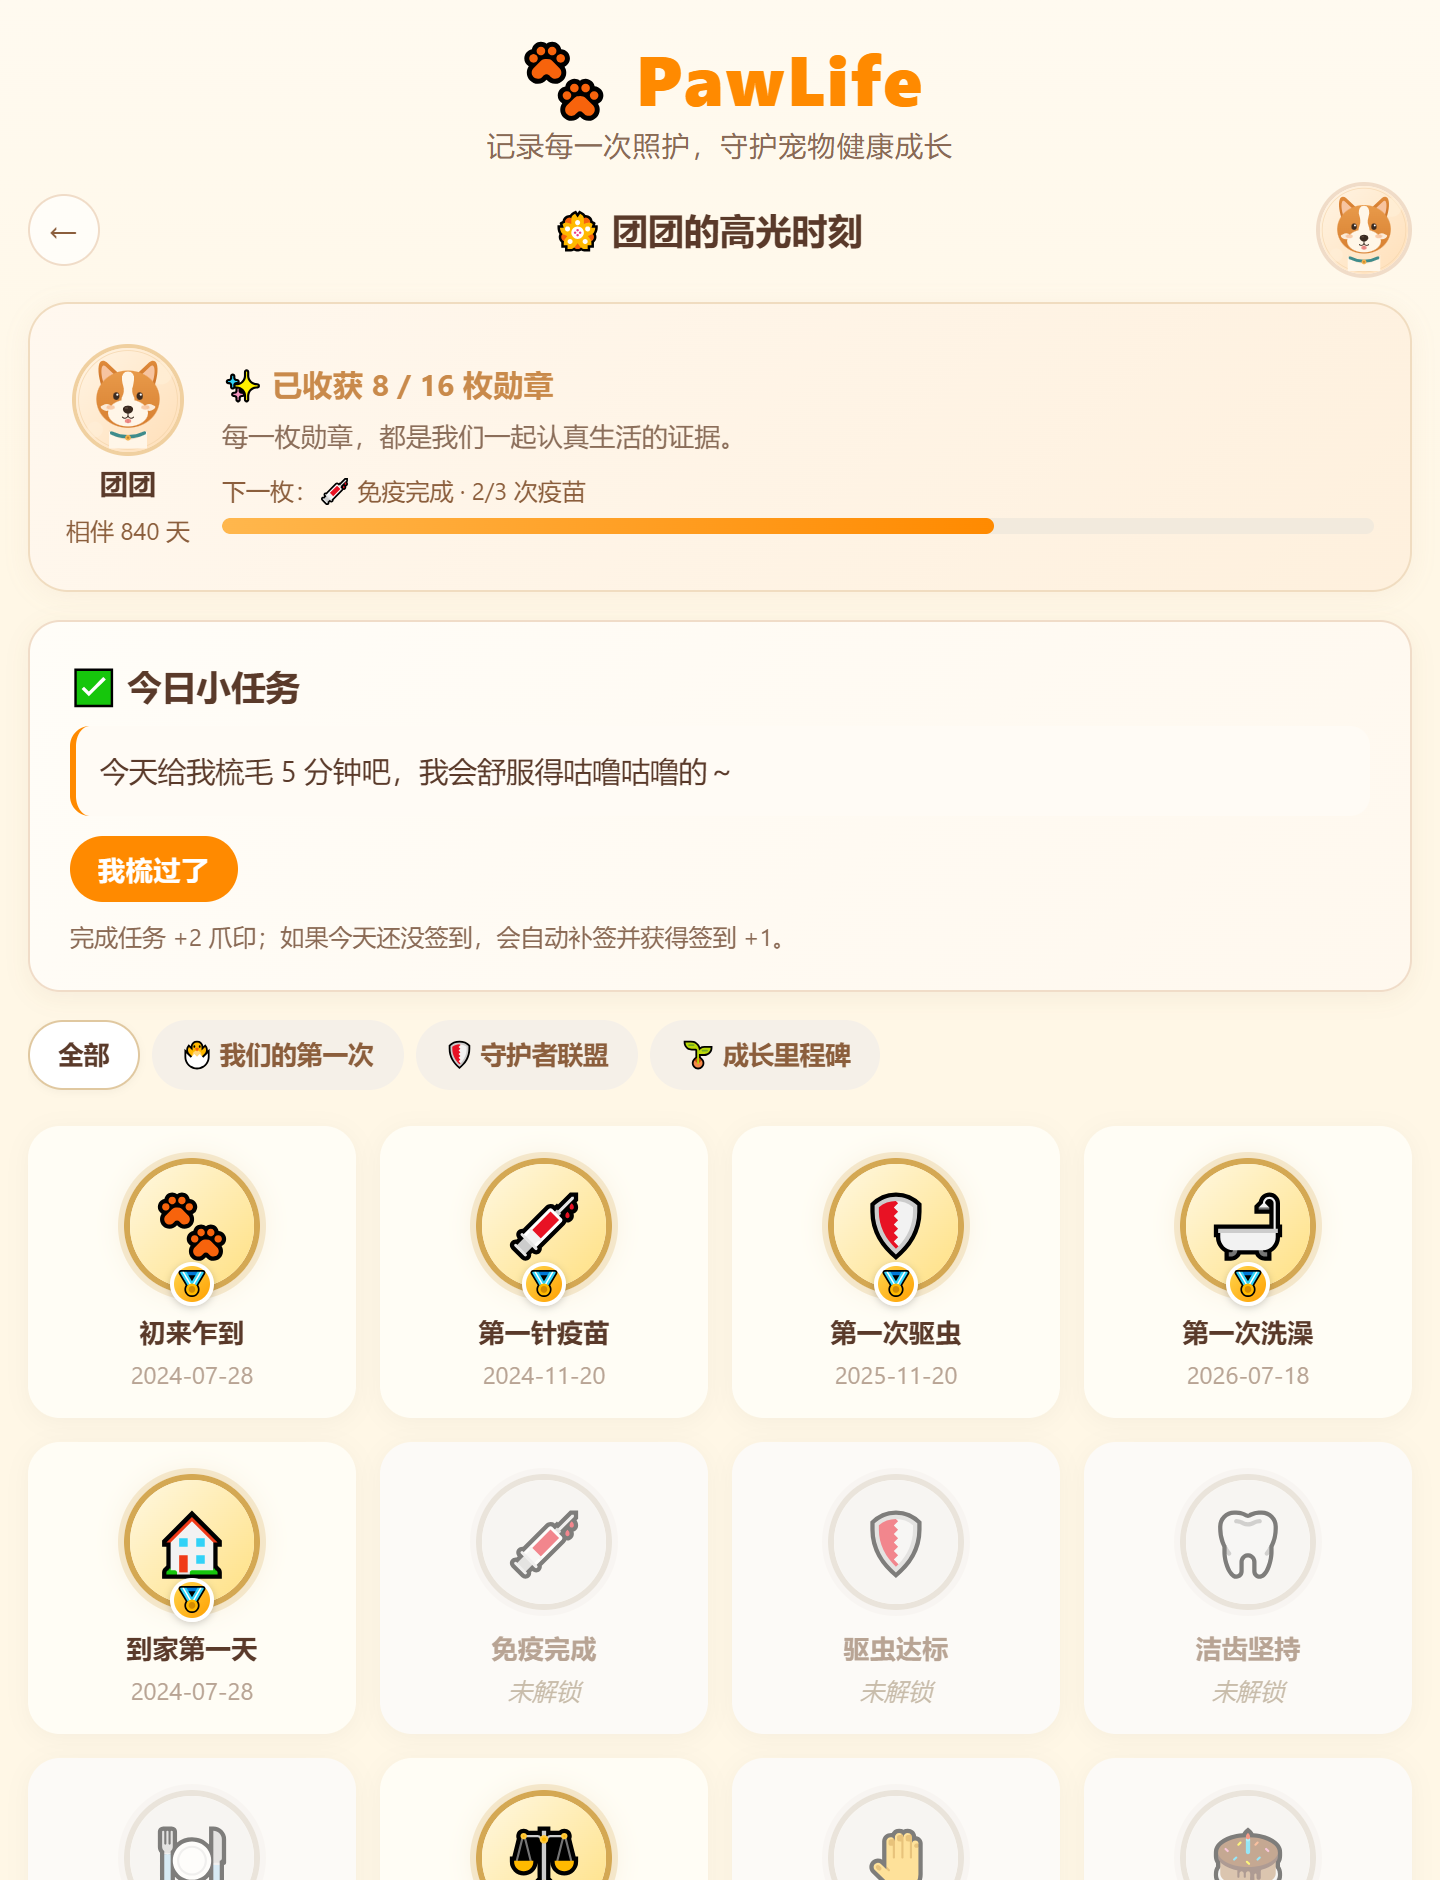 PawLife
记录每一次照护，守护宠物健康成长
←
团团的高光时刻
已收获 8 / 16 枚勋章
每一枚勋章，都是我们一起认真生活的证据。
团团
下一枚： 免疫完成 · 2/3 次疫苗
相伴 840 天
今日小任务
今天给我梳毛 5 分钟吧，我会舒服得咕噜咕噜的～
我梳过了
完成任务 +2 爪印；如果今天还没签到，会自动补签并获得签到 +1。
全部 我们的第一次 守护者联盟 成长里程碑
初来乍到 第一针疫苗 第一次驱虫 第一次洗澡
2024-07-28 2024-11-20 2025-11-20 2026-07-18
到家第一天 免疫完成 驱虫达标 洁齿坚持
2024-07-28 未解锁 未解锁 未解锁